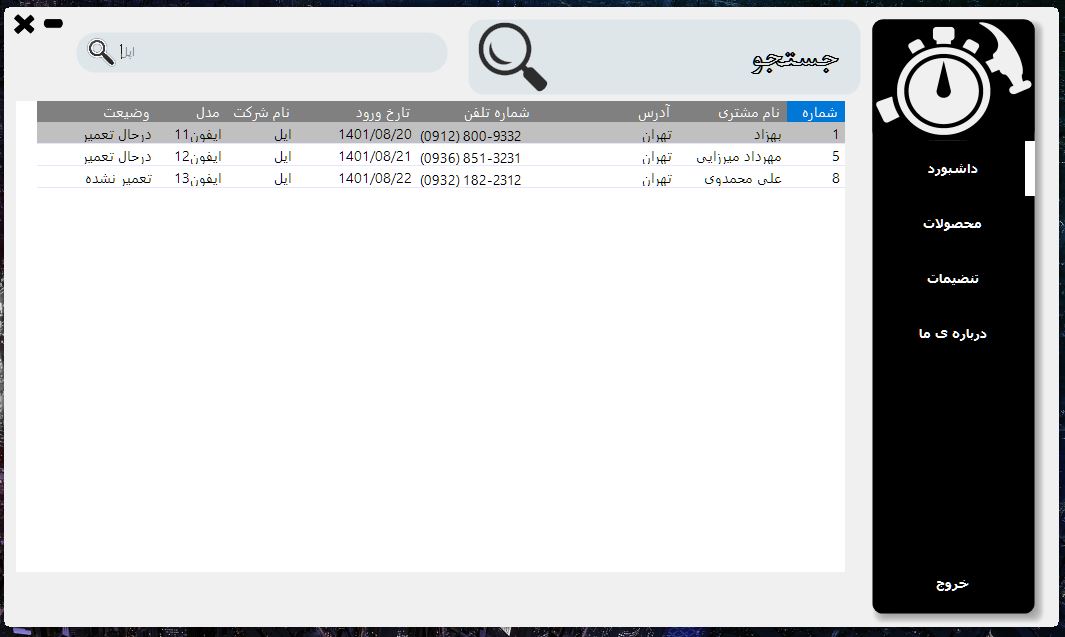 جستجو
اپل
شماره نام مشتری آدرس شماره تلفن تارخ ورود نام شرکت مدل وضیعت
1 بهزاد تهران (0912) 800-9332 1401/08/20 اپل ایفون11 درحال تعمیر
5 مهرداد میرزایی تهران (0936) 851-3231 1401/08/21 اپل ایفون12 درحال تعمیر
8 علی محمدوی تهران (0932) 182-2312 1401/08/22 اپل ایفون13 تعمیر نشده
داشبورد
محصولات
تنضیمات
درباره ی ما
خروج